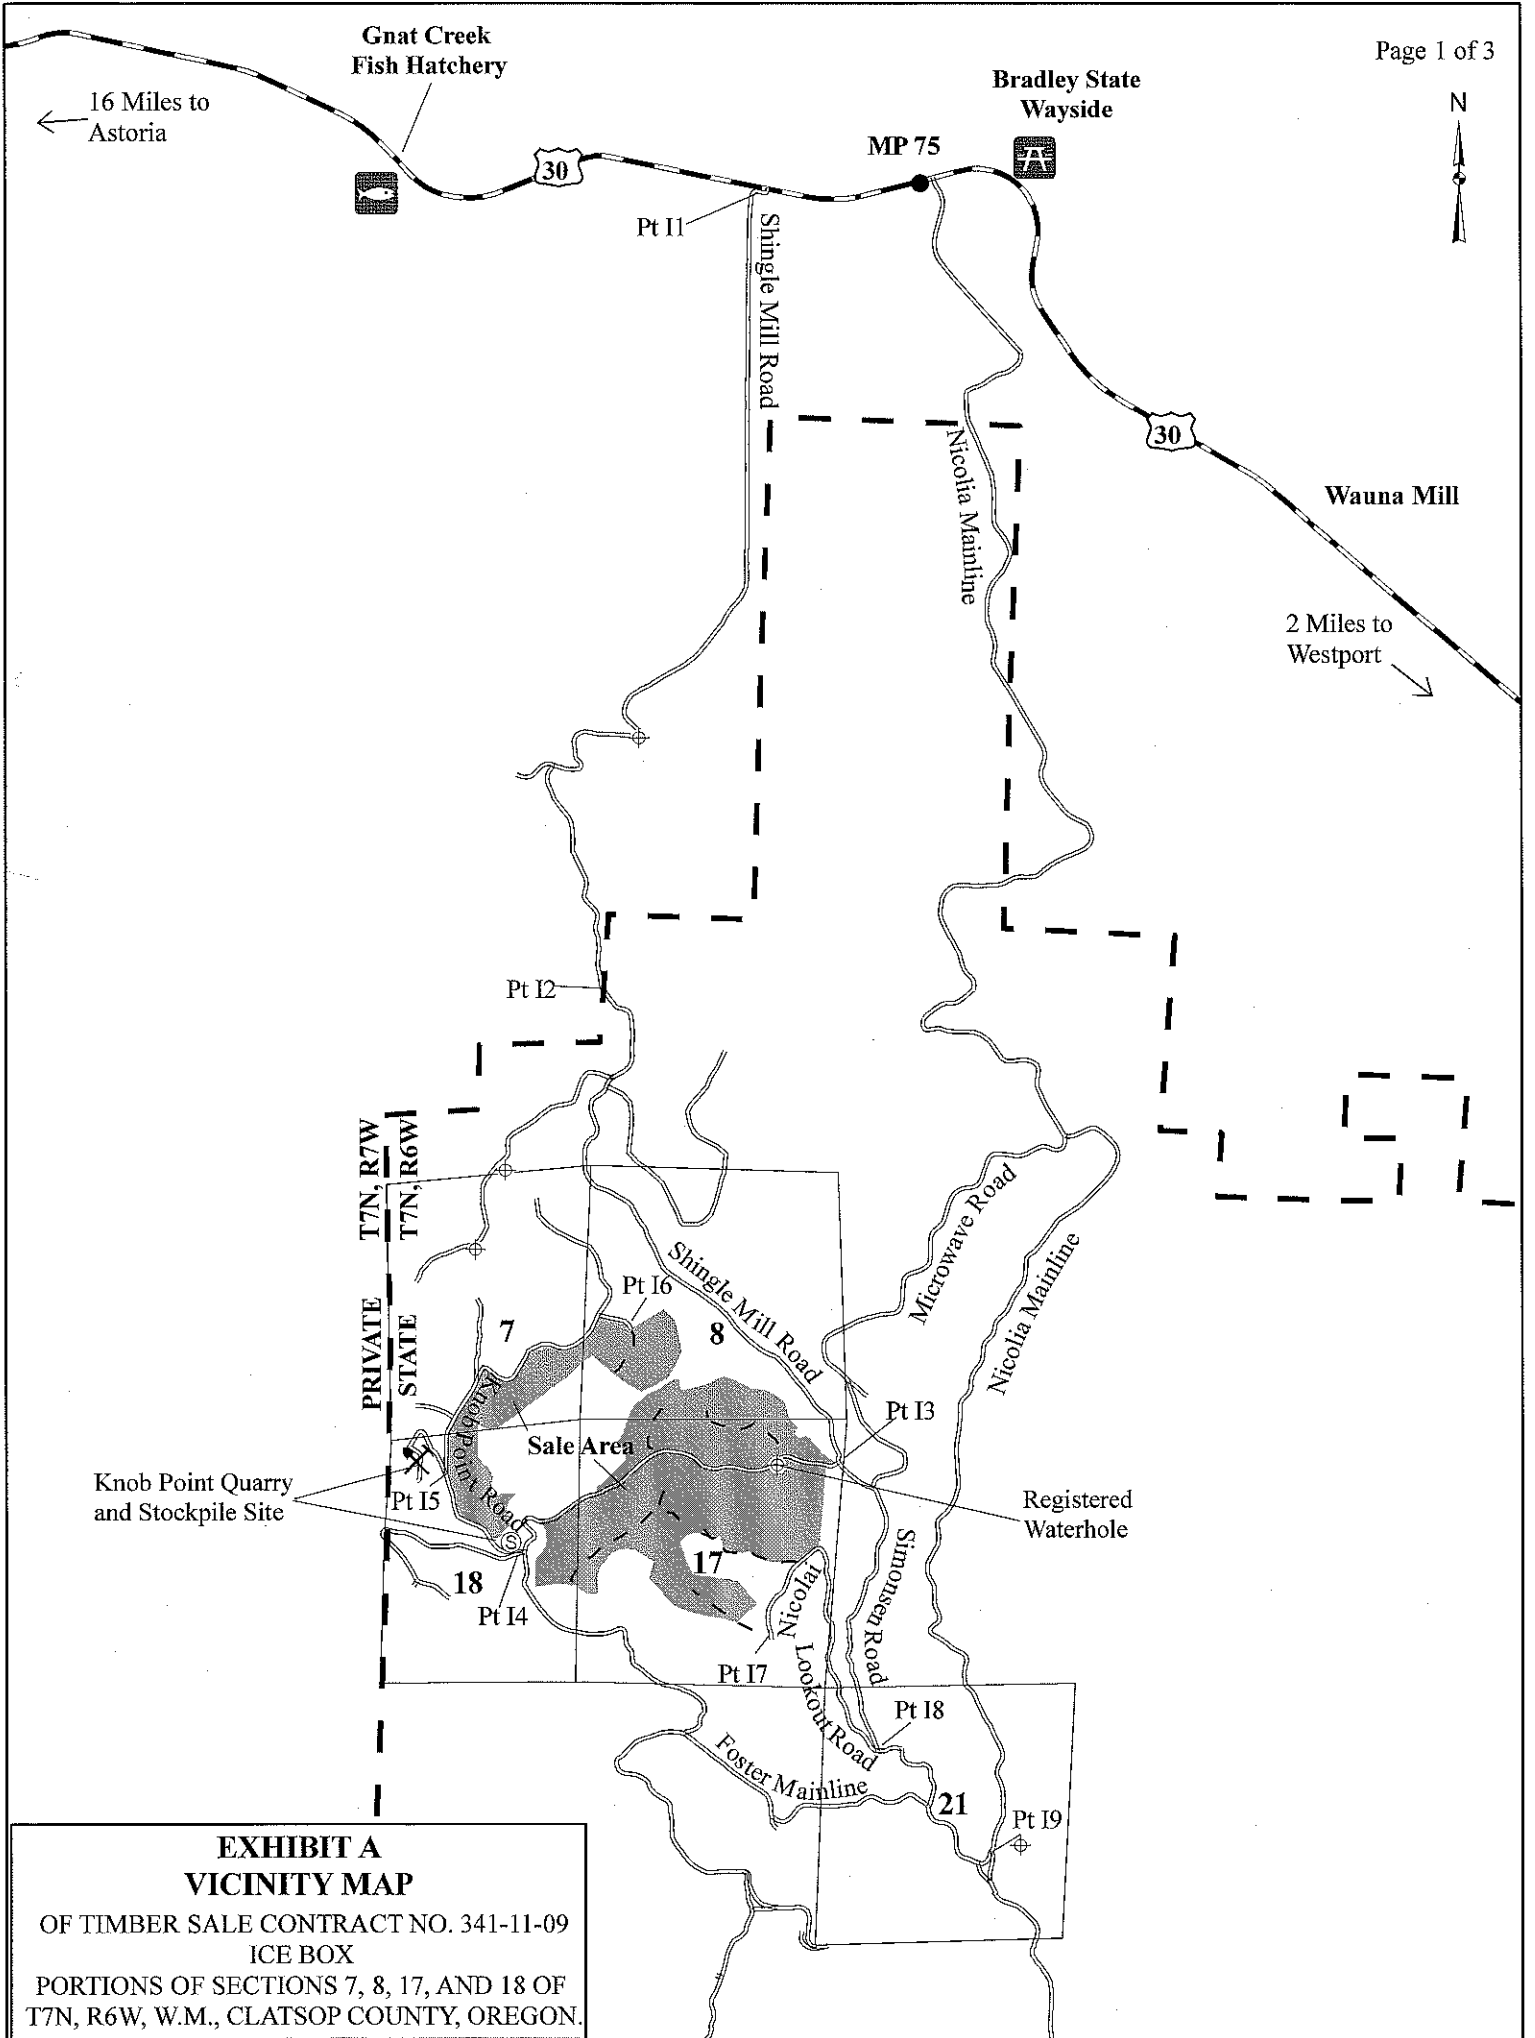 Page 1 of 3
Gnat Creek
Fish Hatchery
Bradley State
Wayside
16 Miles to
Astoria
N
MP 75
30
Pt I1
Shingle Mill Road
30
Nicolia Mainline
Wauna Mill
2 Miles to
Westport
Pt I2
T7N, R7W
T7N, R6W
PRIVATE
STATE
Microwave Road
Nicolia Mainline
Shingle Mill Road
Pt I6
7
8
Knob Point Road
Pt I3
Sale Area
Knob Point Quarry
and Stockpile Site
Pt I5
Registered
Waterhole
S
17
18
Pt I4
Simonsen Road
Nicolai
Lookout Road
Pt I7
Pt I8
Foster Mainline
21
Pt I9
EXHIBIT A
VICINITY MAP
OF TIMBER SALE CONTRACT NO. 341-11-09
ICE BOX
PORTIONS OF SECTIONS 7, 8, 17, AND 18 OF
T7N, R6W, W.M., CLATSOP COUNTY, OREGON.